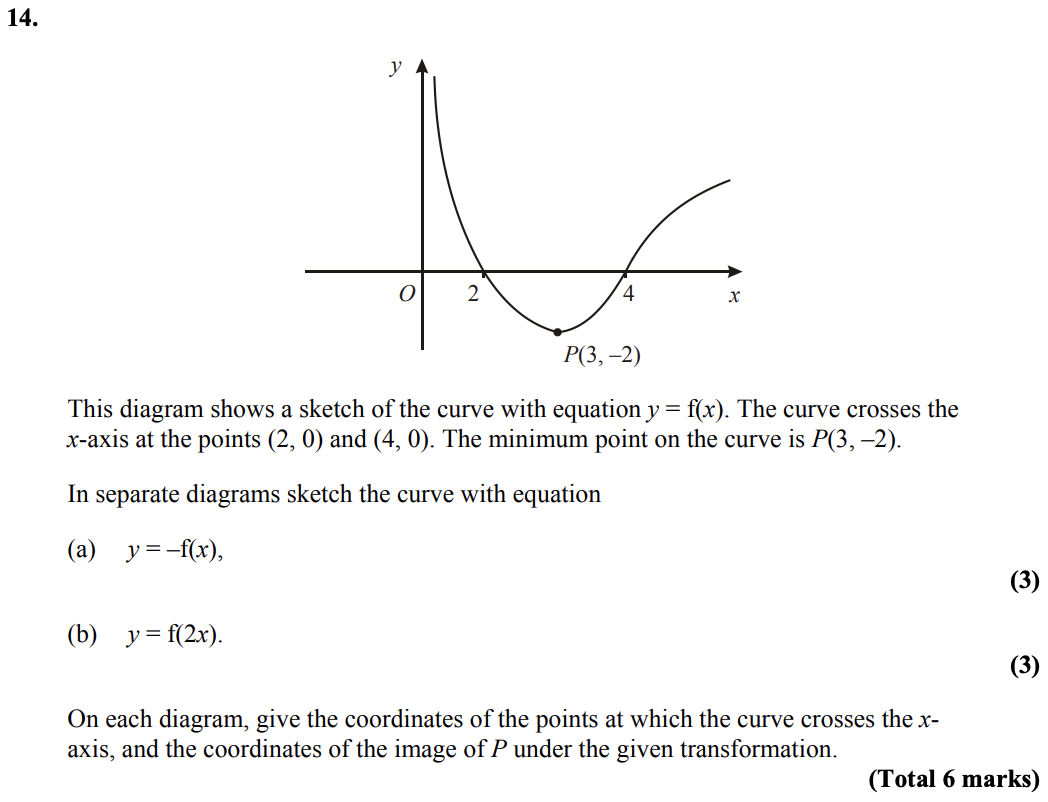 14.
y
O
2
4
x
P(3, –2)
This diagram shows a sketch of the curve with equation y = f(x). The curve crosses the
x-axis at the points (2, 0) and (4, 0). The minimum point on the curve is P(3, –2).
In separate diagrams sketch the curve with equation
(a) y = –f(x),
(3)
(b) y = f(2x).
(3)
On each diagram, give the coordinates of the points at which the curve crosses the x-
axis, and the coordinates of the image of P under the given transformation.
(Total 6 marks)